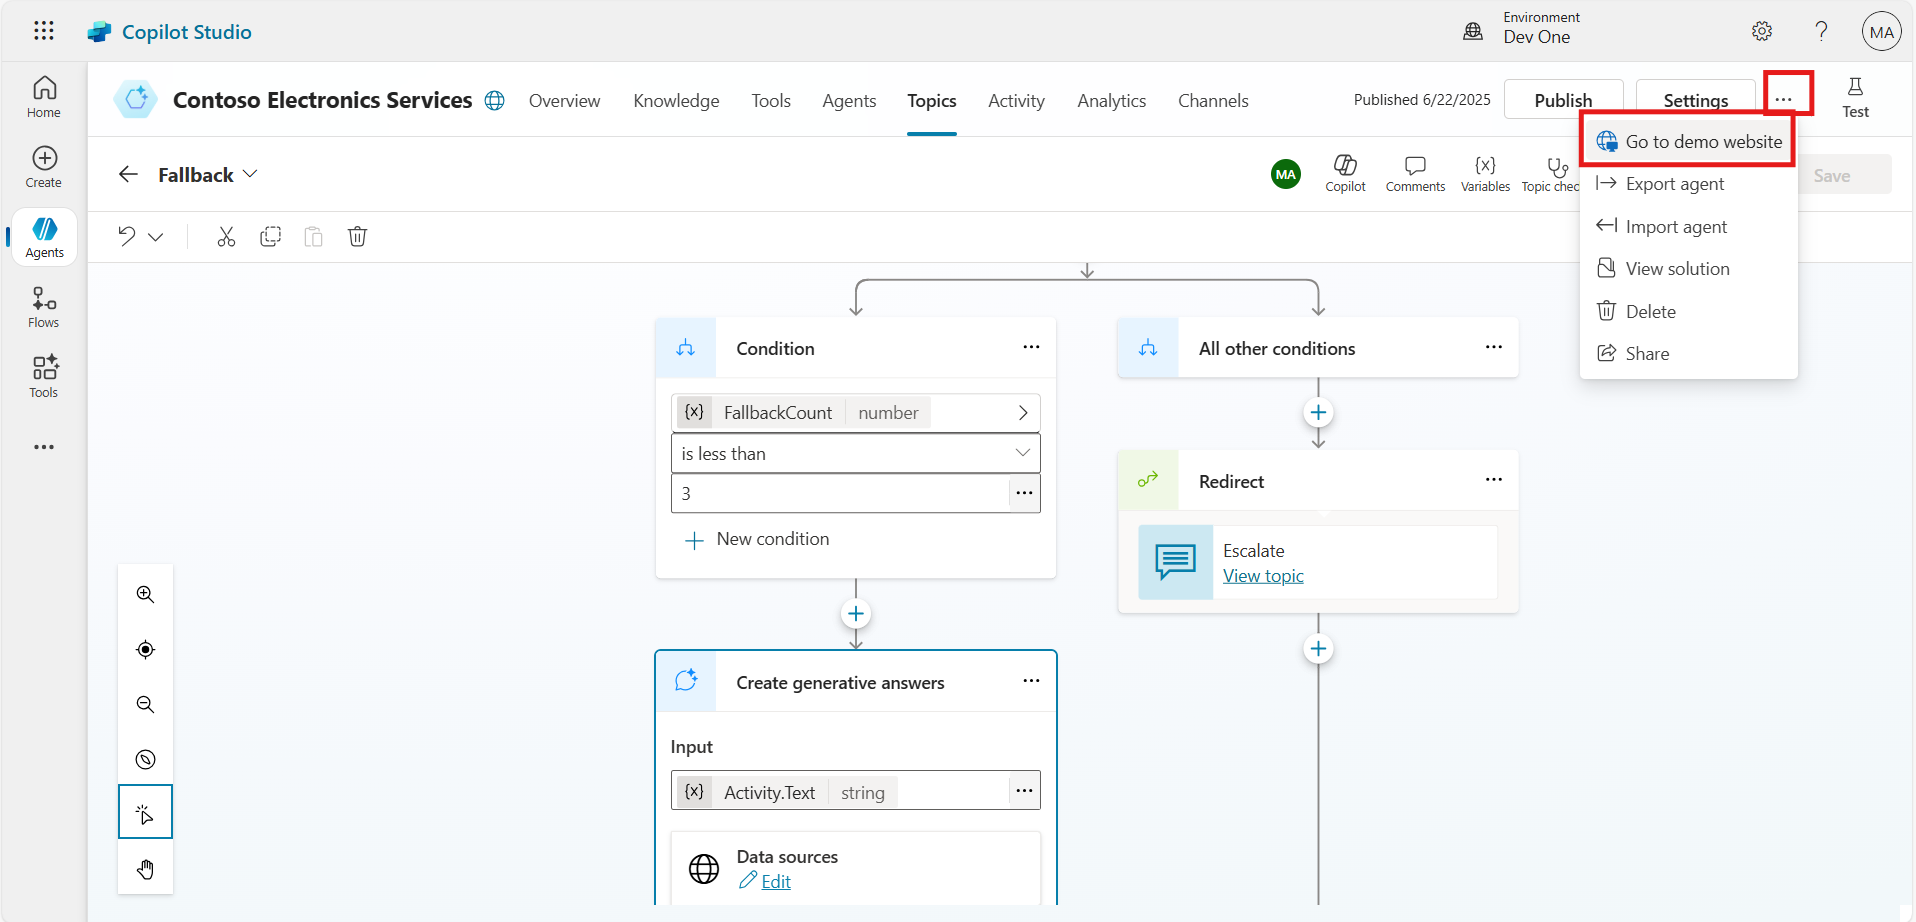 Copilot Studio
Environment
Dev One
?
MA
Home
Create
Agents
Flows
Tools
Contoso Electronics Services
Overview
Knowledge
Tools
Agents
Topics
Activity
Analytics
Channels
Published 6/22/2025
Publish
Settings
...
Test
Fallback
MA
Copilot
Comments
{x}
Variables
Topic chec
Save
Go to demo website
Export agent
Import agent
View solution
Delete
Share
Condition
{x} FallbackCount number
is less than
3
New condition
All other conditions
Redirect
Escalate
View topic
Create generative answers
Input
{x} Activity.Text string
Data sources
Edit